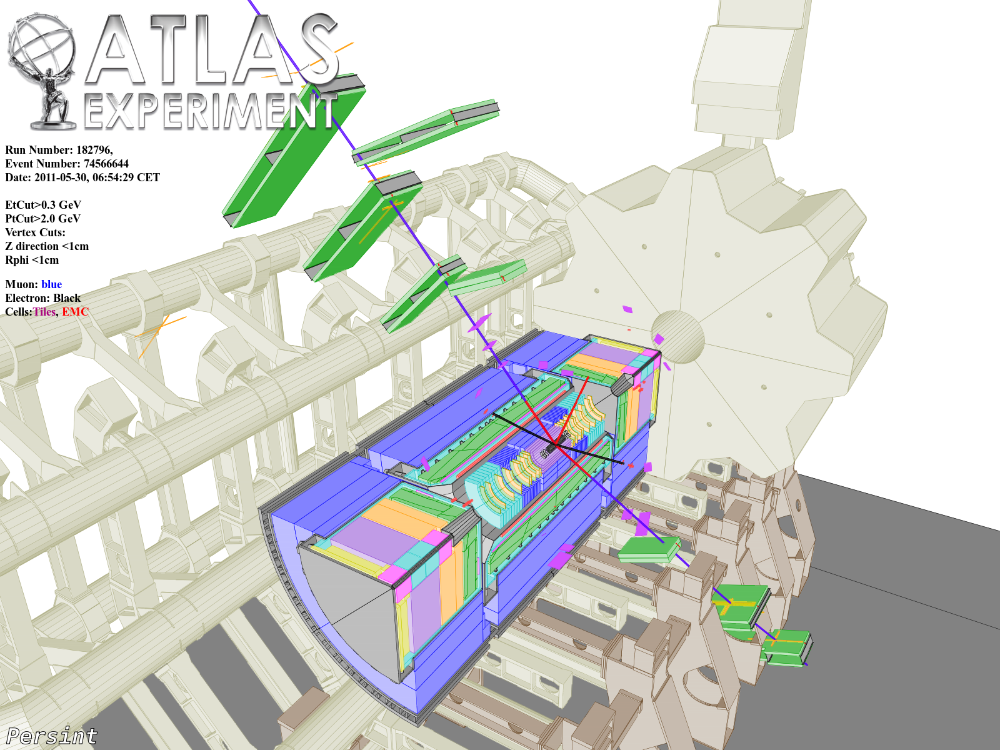 ATLAS
EXPERIMENT
Run Number: 182796,
Event Number: 74566644
Date: 2011-05-30, 06:54:29 CET
EtCut>0.3 GeV
PtCut>2.0 GeV
Vertex Cuts:
Z direction <1cm
Rphi <1cm
Muon: blue
Electron: Black
Cells:Tiles, EMC
Persint